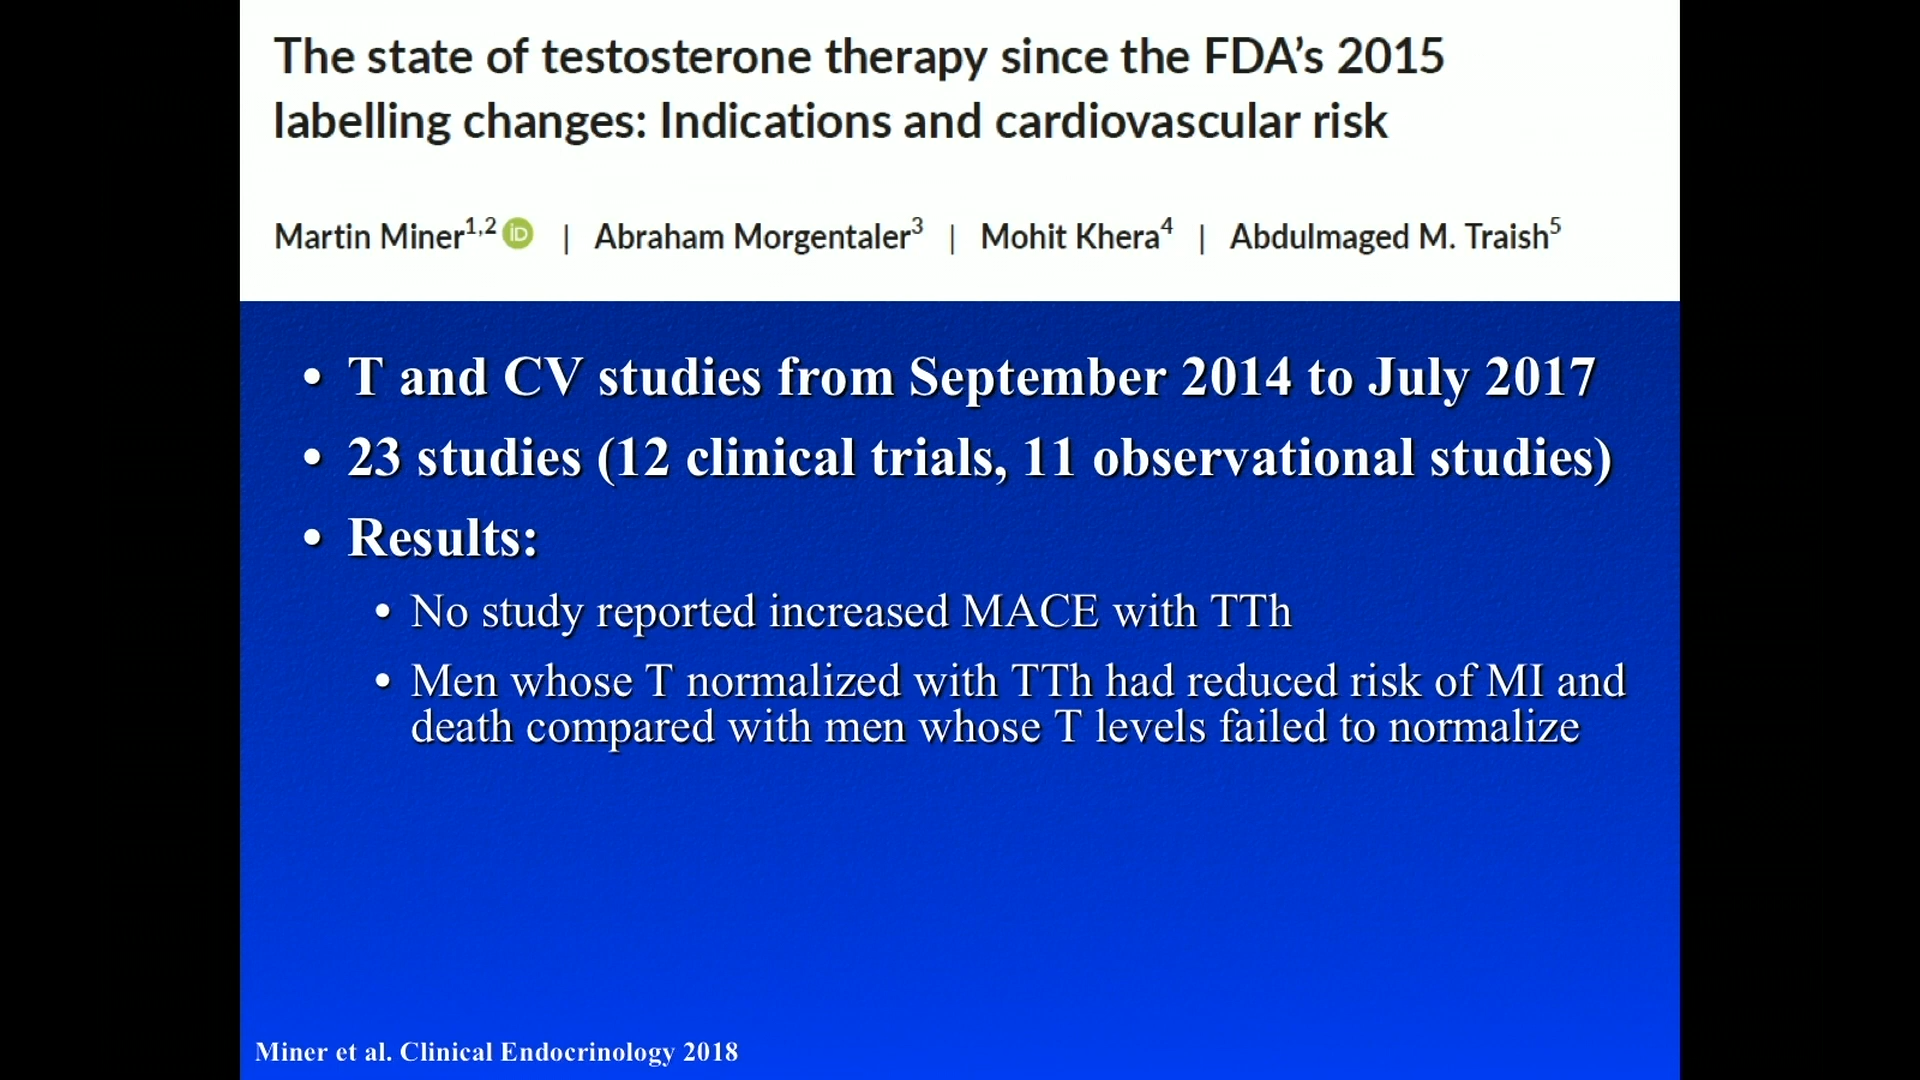 The state of testosterone therapy since the FDA’s 2015
labelling changes: Indications and cardiovascular risk
Martin Miner1,2 iD | Abraham Morgentaler3 | Mohit Khera4 | Abdulmaged M. Traish5
• T and CV studies from September 2014 to July 2017
• 23 studies (12 clinical trials, 11 observational studies)
• Results:
• No study reported increased MACE with TTh
• Men whose T normalized with TTh had reduced risk of MI and
death compared with men whose T levels failed to normalize
Miner et al. Clinical Endocrinology 2018